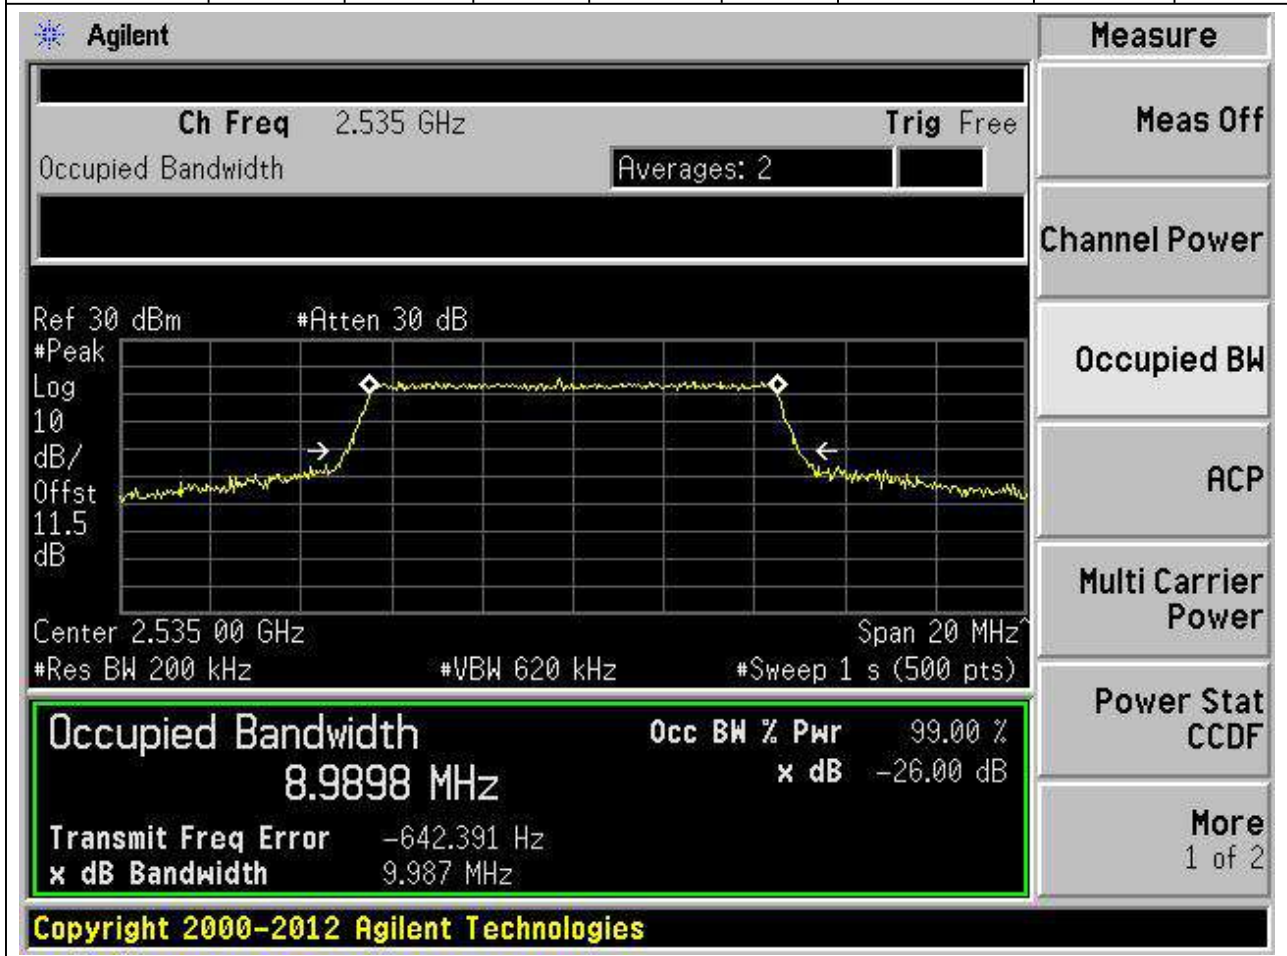 Agilent
Measure
Ch Freq 2.535 GHz Trig Free
Occupied Bandwidth Averages: 2
Meas Off
Channel Power
Occupied BW
ACP
Multi Carrier
Power
Power Stat
CCDF
More
1 of 2
Ref 30 dBm #Atten 30 dB
#Peak
Log
10
dB/
Offst
11.5
dB
Center 2.535 00 GHz Span 20 MHz^
#Res BW 200 kHz #VBW 620 kHz #Sweep 1 s (500 pts)
Occupied Bandwidth Occ BW % Pwr 99.00 %
8.9898 MHz x dB -26.00 dB
Transmit Freq Error -642.391 Hz
x dB Bandwidth 9.987 MHz
Copyright 2000-2012 Agilent Technologies